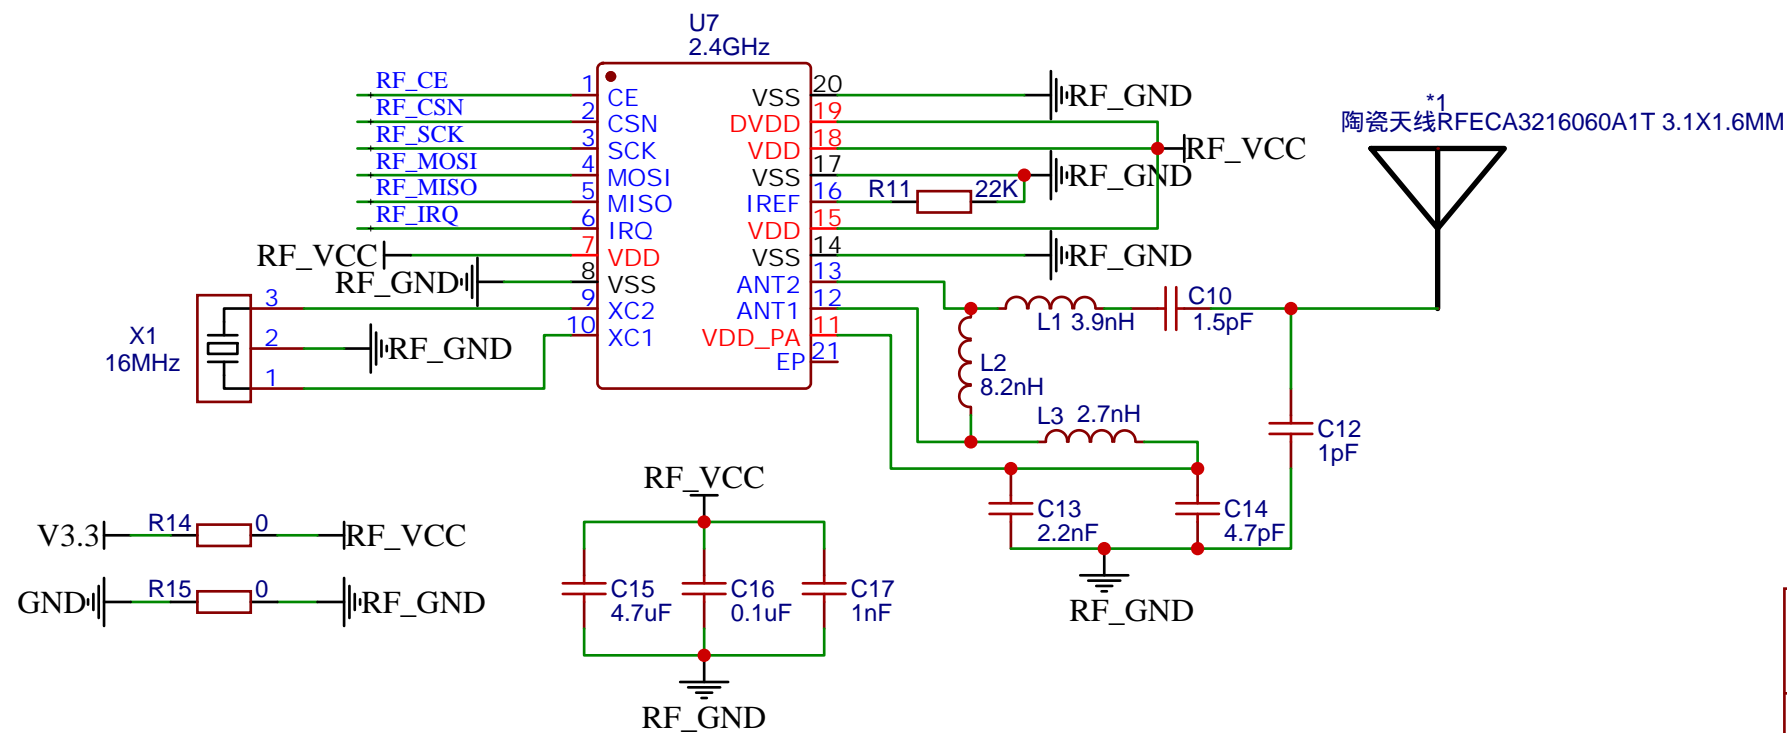 U7
2.4GHz
RF_CE
1
CE
RF_CSN
2
CSN
RF_SCK
3
SCK
RF_MOSI
4
MOSI
RF_MISO
5
MISO
RF_IRQ
6
IRQ
RF_VCC
7
VDD
RF_GND
8
VSS
9
XC2
10
XC1
VSS
20
RF_GND
DVDD
19
VDD
18
RF_VCC
VSS
17
RF_GND
IREF
16
R11
22K
VDD
15
VSS
14
RF_GND
ANT2
13
ANT1
12
VDD_PA
11
EP
21
*1
陶瓷天线RFECA3216060A1T 3.1X1.6MM
X1
16MHz
3
2
1
RF_GND
L1 3.9nH
C10
1.5pF
L2
8.2nH
L3 2.7nH
C12
1pF
C13
2.2nF
C14
4.7pF
RF_GND
V3.3
R14
0
RF_VCC
GND
R15
0
RF_GND
RF_VCC
C15
4.7uF
C16
0.1uF
C17
1nF
RF_GND